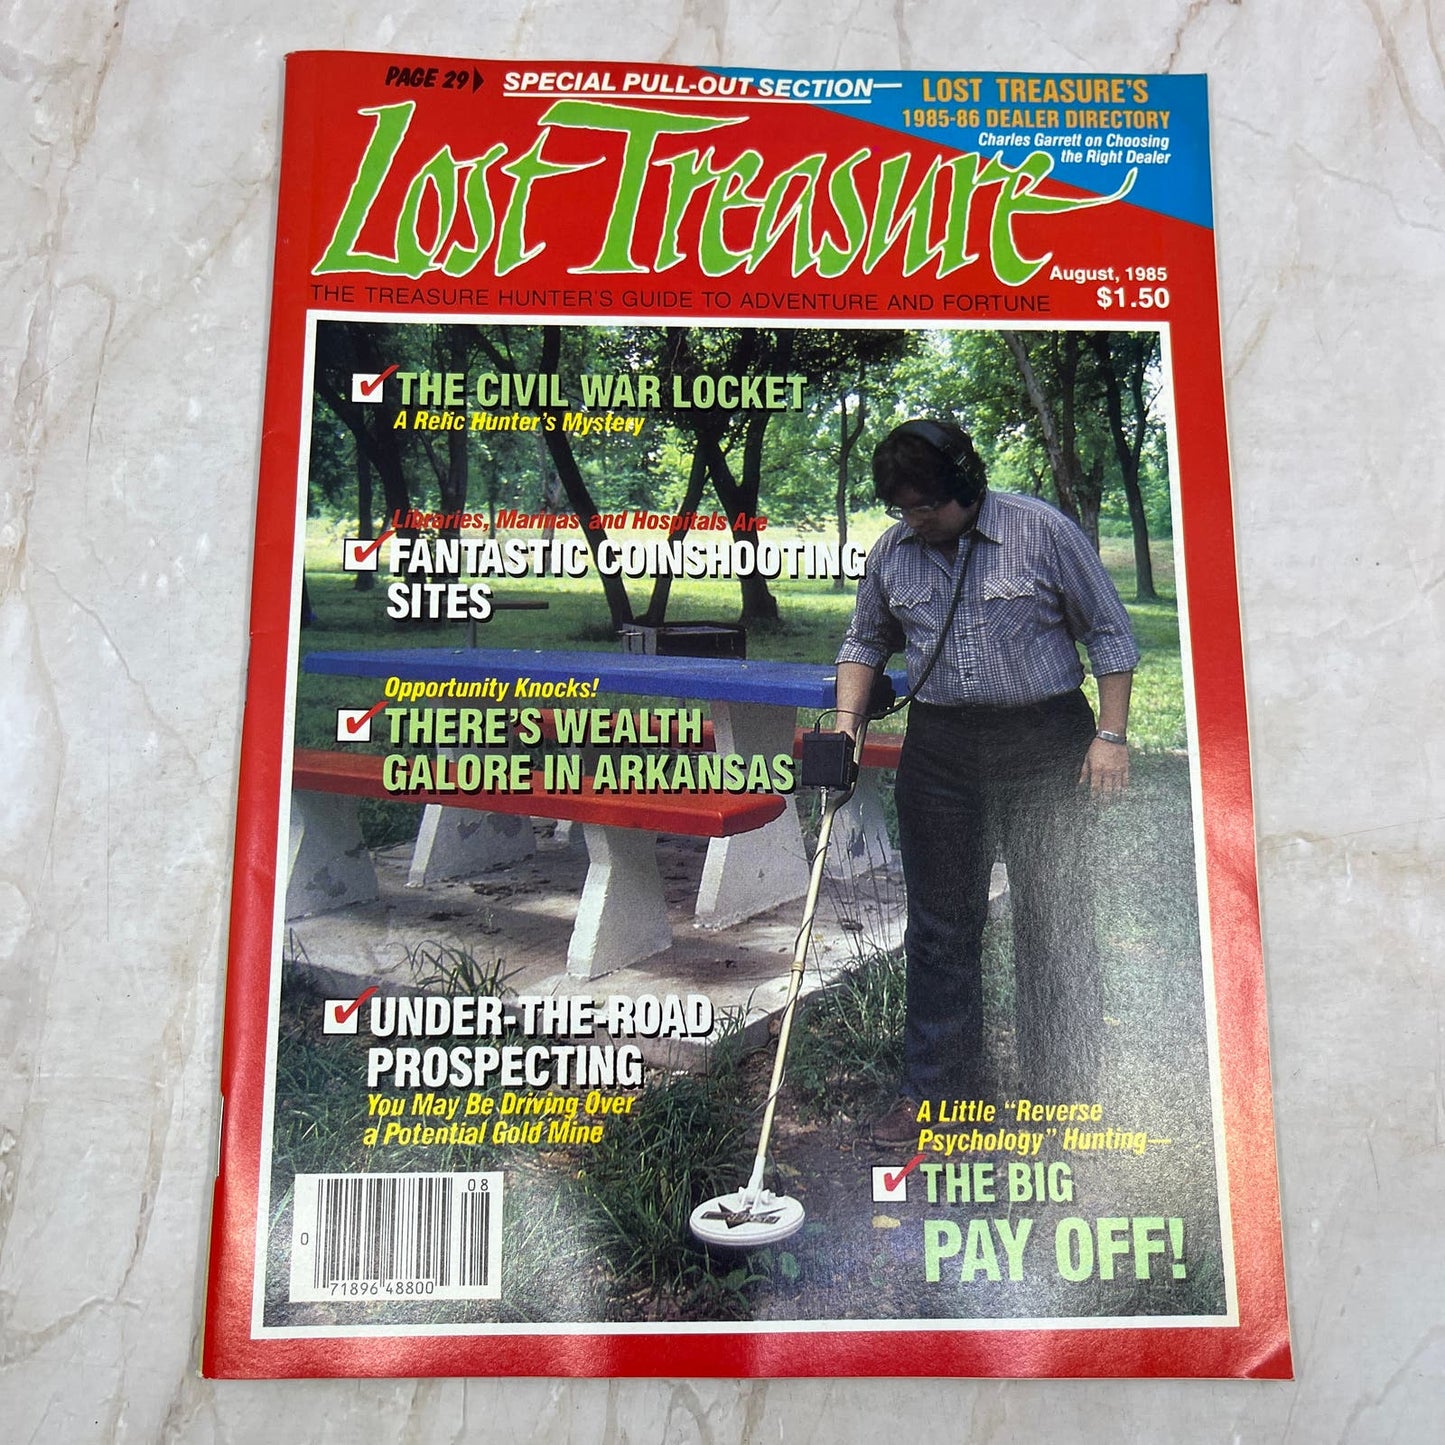 PAGE 29
SPECIAL PULL-OUT SECTION—
LOST TREASURE'S
1985-86 DEALER DIRECTORY
Charles Garrett on Choosing
the Right Dealer
Lost Treasure
August, 1985
$1.50
THE TREASURE HUNTER'S GUIDE TO ADVENTURE AND FORTUNE
THE CIVIL WAR LOCKET
A Relic Hunter's Mystery
Libraries, Marinas and Hospitals Are
FANTASTIC COINSHOOTING
SITES
Opportunity Knocks!
THERE'S WEALTH
GALORE IN ARKANSAS
UNDER-THE-ROAD
PROSPECTING
You May Be Driving Over
a Potential Gold Mine
A Little "Reverse
Psychology" Hunting—
THE BIG
PAY OFF!
08
0
71896 48800